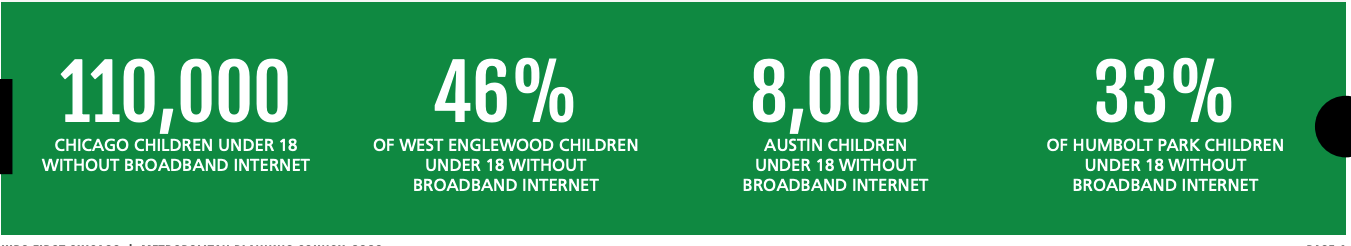 110,000
CHICAGO CHILDREN UNDER 18
WITHOUT BROADBAND INTERNET
46%
OF WEST ENGLEWOOD CHILDREN
UNDER 18 WITHOUT
BROADBAND INTERNET
8,000
AUSTIN CHILDREN
UNDER 18 WITHOUT
BROADBAND INTERNET
33%
OF HUMBOLT PARK CHILDREN
UNDER 18 WITHOUT
BROADBAND INTERNET